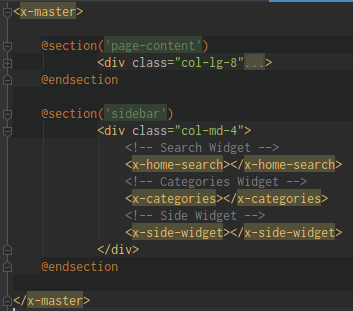 <x-master>
@section('page-content')
<div class="col-lg-8"...>
@endsection
@section('sidebar')
<div class="col-md-4">
<!-- Search Widget -->
<x-home-search></x-home-search>
<!-- Categories Widget -->
<x-categories></x-categories>
<!-- Side Widget -->
<x-side-widget></x-side-widget>
</div>
@endsection
</x-master>